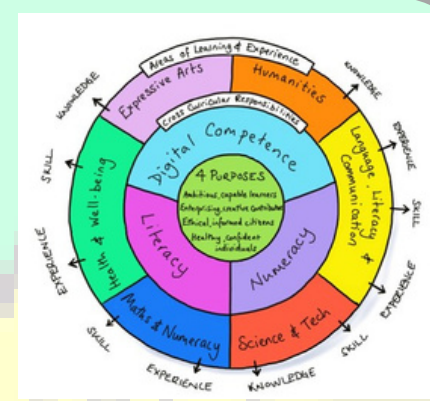 Areas of Learning & Experience
Expressive Arts
Humanities
Language, Literacy &
Communication
Science & Tech
Maths & Numeracy
Health & Well-being
Cross Curricular Responsibilities
Digital Competence
Numeracy
Literacy
4 PURPOSES
Ambitious, capable learners
Enterprising, creative contributors
Ethical, informed citizens
Healthy, confident
individuals
KNOWLEDGE
EXPERIENCE
SKILL
EXPERIENCE
SKILL
KNOWLEDGE
EXPERIENCE
SKILL
EXPERIENCE
SKILL
KNOWLEDGE